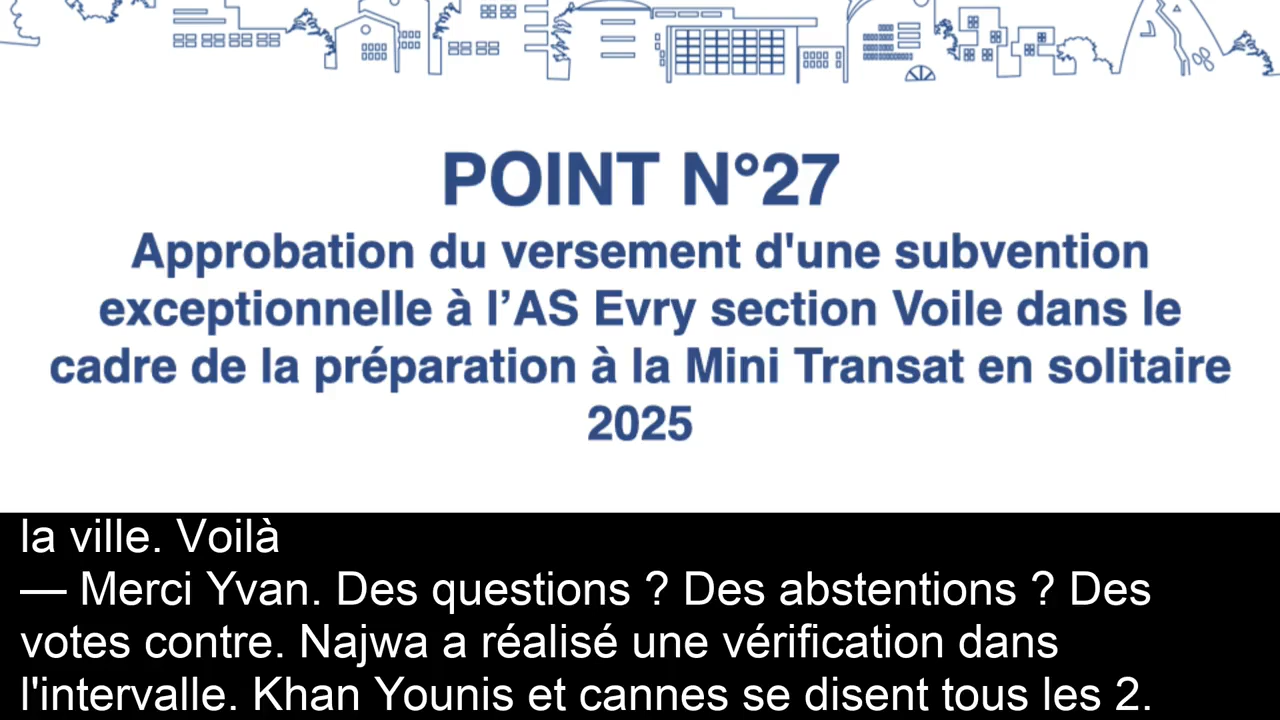 POINT N°27
Approbation du versement d'une subvention
exceptionnelle à l’AS Evry section Voile dans le
cadre de la préparation à la Mini Transat en solitaire
2025
la ville. Voilà
— Merci Yvan. Des questions ? Des abstentions ? Des
votes contre. Najwa a réalisé une vérification dans
l'intervalle. Khan Younis et cannes se disent tous les 2.